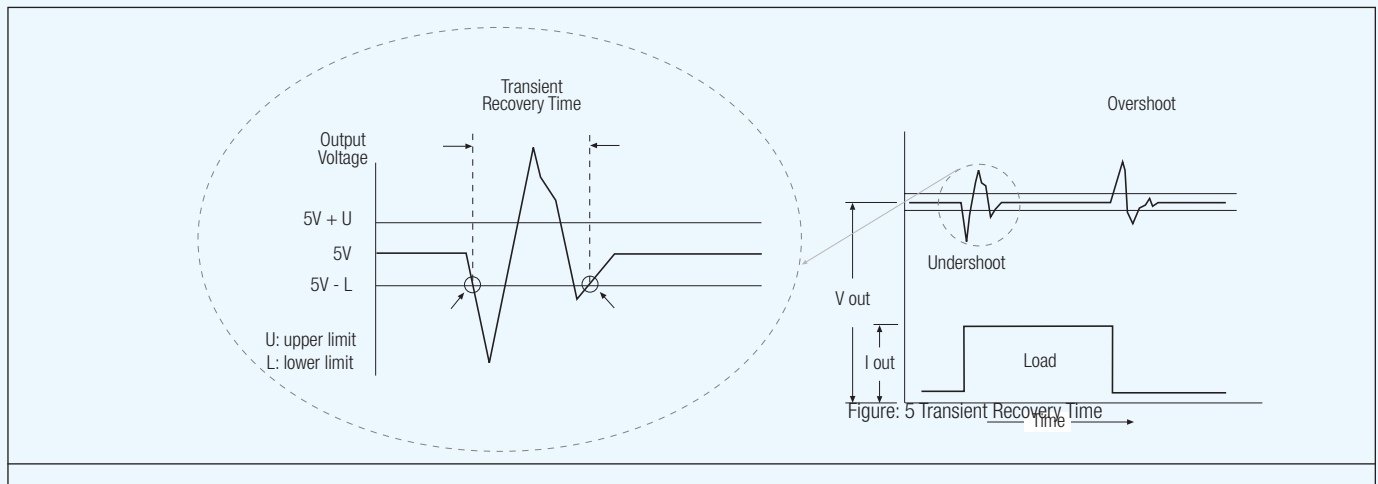 Transient
Recovery Time
Output
Voltage
5V + U
5V
5V - L
U: upper limit
L: lower limit
Overshoot
Undershoot
V out
I out
Load
Figure: 5 Transient Recovery Time
Time